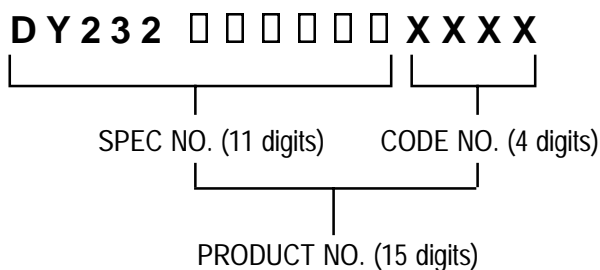 DY232 □□□□□□ XXXX
SPEC NO. (11 digits) CODE NO. (4 digits)
PRODUCT NO. (15 digits)